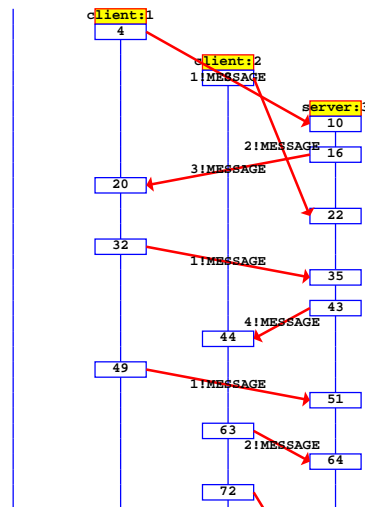 client:1
4
client:2
1!MESSAGE
server:3
10
2!MESSAGE
16
3!MESSAGE
20
22
32
1!MESSAGE
35
43
4!MESSAGE
44
49
1!MESSAGE
51
63
2!MESSAGE
64
72